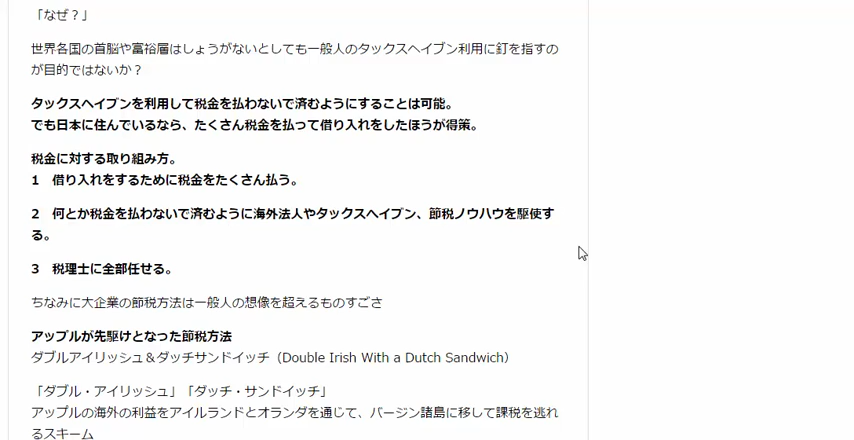 「なぜ？」
世界各国の首脳や富裕層はしょうがないとしても一般人のタックスヘイブン利用に釘を指すの
が目的ではないか？
タックスヘイブンを利用して税金を払わないで済むようにすることは可能。
でも日本に住んでいるなら、たくさん税金を払って借り入れをしたほうが得策。
税金に対する取り組み方。
1　借り入れをするために税金をたくさん払う。
2　何とか税金を払わないで済むように海外法人やタックスヘイブン、節税ノウハウを駆使す
る。
3　税理士に全部任せる。
ちなみに大企業の節税方法は一般人の想像を超えるものすごさ
アップルが先駆けとなった節税方法
ダブルアイリッシュ＆ダッチサンドイッチ（Double Irish With a Dutch Sandwich）
「ダブル・アイリッシュ」「ダッチ・サンドイッチ」
アップルの海外の利益をアイルランドとオランダを通じて、バージン諸島に移して課税を逃れ
るスキーム